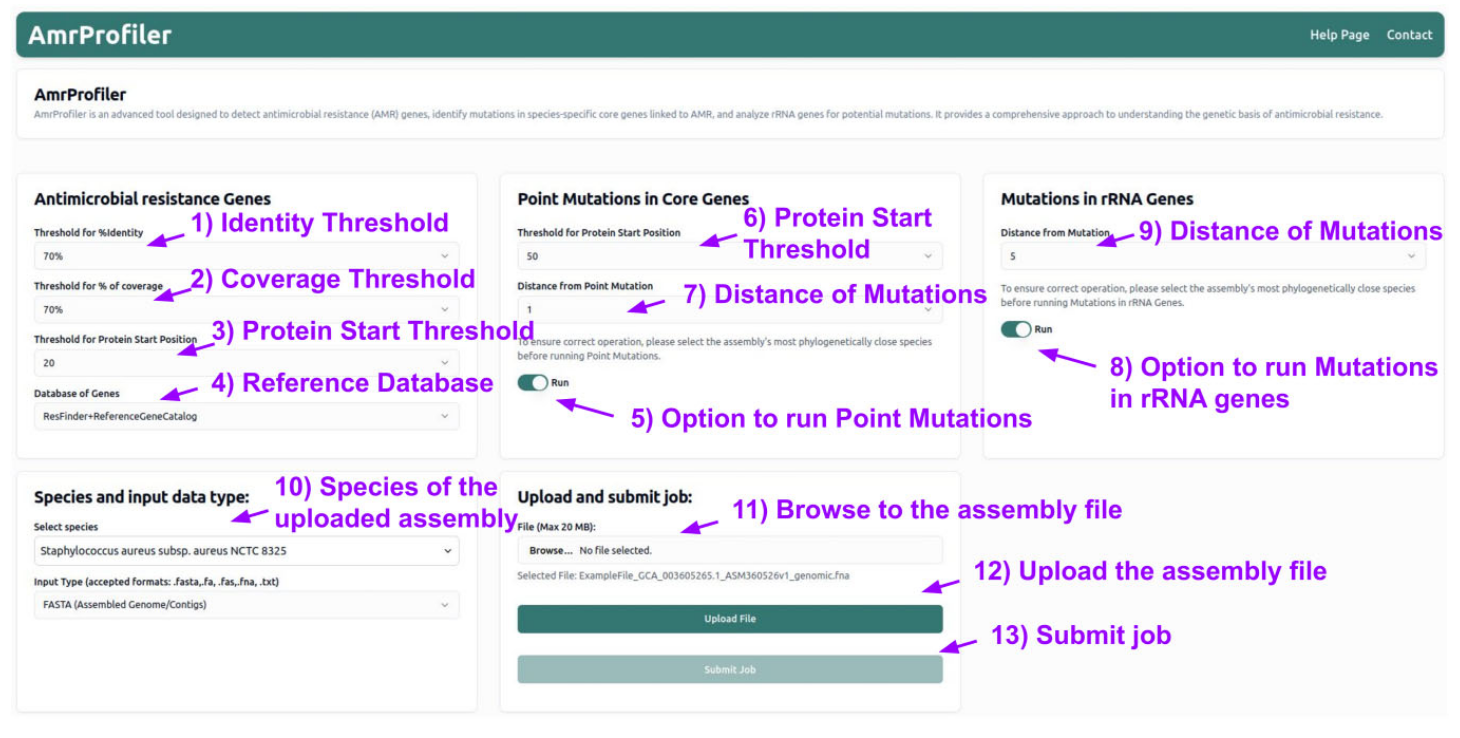 AmrProfiler
Help Page
Contact
AmrProfiler
AmrProfiler is an advanced tool designed to detect antimicrobial resistance (AMR) genes, identify mutations in species-specific core genes linked to AMR, and analyze rRNA genes for potential mutations. It provides a comprehensive approach to understanding the genetic basis of antimicrobial resistance.
Antimicrobial resistance Genes
1) Identity Threshold
Threshold for %Identity
70%
2) Coverage Threshold
Threshold for % of coverage
70%
3) Protein Start Threshold
Threshold for Protein Start Position
20
4) Reference Database
Database of Genes
ResFinder+ReferenceGeneCatalog
Point Mutations in Core Genes
6) Protein Start
Threshold
Threshold for Protein Start Position
50
Distance from Point Mutation
7) Distance of Mutations
1
To ensure correct operation, please select the assembly's most phylogenetically close species
before running Point Mutations.
Run
5) Option to run Point Mutations
Mutations in rRNA Genes
Distance from Mutation
9) Distance of Mutations
5
To ensure correct operation, please select the assembly's most phylogenetically close species
before running Mutations in rRNA Genes.
Run
8) Option to run Mutations
in rRNA genes
Species and input data type:
10) Species of the
uploaded assembly
Select species
Staphylococcus aureus subsp. aureus NCTC 8325
Input Type (accepted formats: .fasta,.fa, .fas,.fna, .txt)
FASTA (Assembled Genome/Contigs)
Upload and submit job:
11) Browse to the assembly file
File (Max 20 MB):
Browse... No file selected.
Selected File: ExampleFile_GCA_003605265.1_ASM360526v1_genomic.fna
12) Upload the assembly file
Upload File
13) Submit job
Submit Job